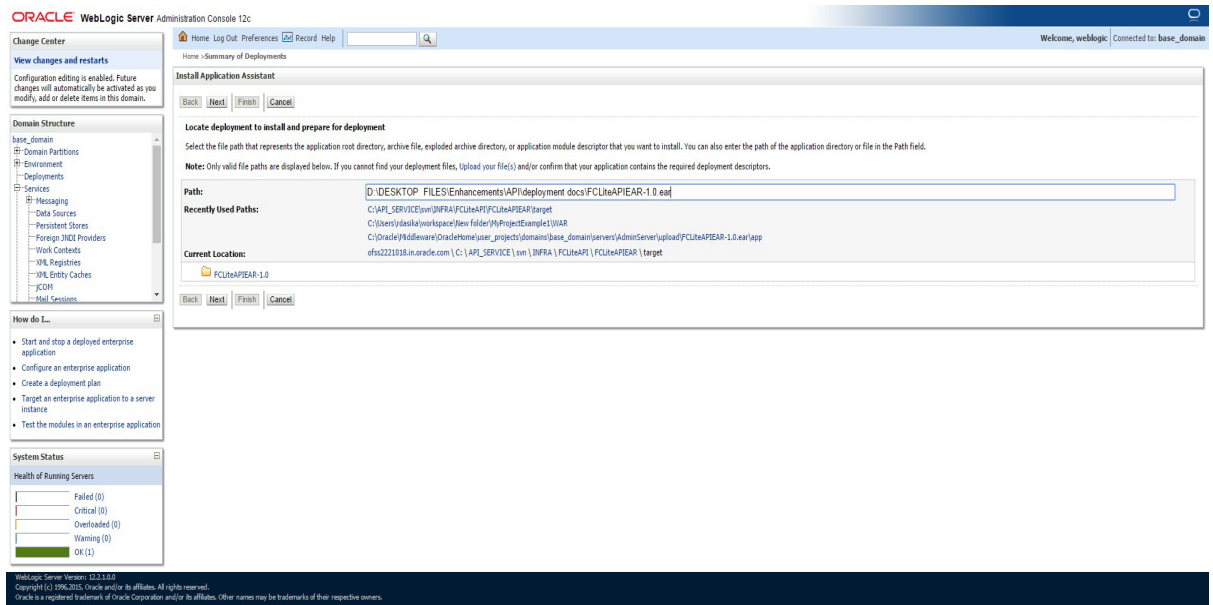 ORACLE WebLogic Server Administration Console 12c
Change Center
View changes and restarts
Configuration editing is enabled. Future
changes will automatically be activated as you
modify, add or delete items in this domain.
Domain Structure
base_domain
Domain Partitions
Environment
Deployments
Services
Messaging
Data Sources
Persistent Stores
Foreign JNDI Providers
Work Contexts
XML Registries
XML Entity Caches
jCOM
Mail Sessions
How do I...
Start and stop a deployed enterprise
application
Configure an enterprise application
Create a deployment plan
Target an enterprise application to a server
instance
Test the modules in an enterprise application
System Status
Health of Running Servers
Failed (0)
Critical (0)
Overloaded (0)
Warning (0)
OK (1)
Home Log Out Preferences Record Help
Welcome, weblogic Connected to: base_domain
Home >Summary of Deployments
Install Application Assistant
Back Next Finish Cancel
Locate deployment to install and prepare for deployment
Select the file path that represents the application root directory, archive file, exploded archive directory, or application module descriptor that you want to install. You can also enter the path of the application directory or file in the Path field.
Note: Only valid file paths are displayed below. If you cannot find your deployment files, Upload your file(s) and/or confirm that your application contains the required deployment descriptors.
Path: D:\DESKTOP FILES\Enhancements\API\deployment docs\FCLiteAPIEAR-1.0.ear
Recently Used Paths: C:\API_SERVICE\svn\INFRA\FCLiteAPI\FCLiteAPIEAR\target
C:\Users\rdasika\workspace\New folder\MyProjectExample1\WAR
C:\Oracle\Middleware\OracleHome\user_projects\domains\base_domain\servers\AdminServer\upload\FCLiteAPIEAR-1.0.ear\app
Current Location: ofss2221018.in.oracle.com \ C: \ API_SERVICE \ svn \ INFRA \ FCLiteAPI \ FCLiteAPIEAR \ target
FCLiteAPIEAR-1.0
Back Next Finish Cancel
WebLogic Server Version: 12.2.1.0.0
Copyright (c) 1996,2015, Oracle and/or its affiliates. All rights reserved.
Oracle is a registered trademark of Oracle Corporation and/or its affiliates. Other names may be trademarks of their respective owners.